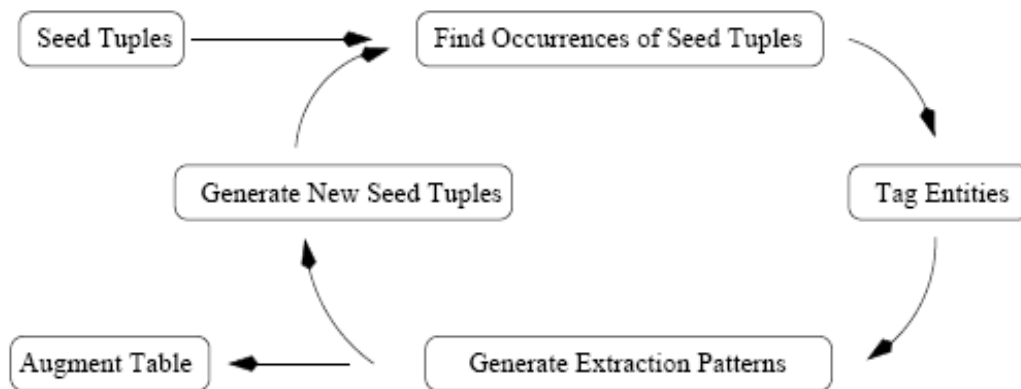 Seed Tuples
Find Occurrences of Seed Tuples
Generate New Seed Tuples
Tag Entities
Augment Table
Generate Extraction Patterns